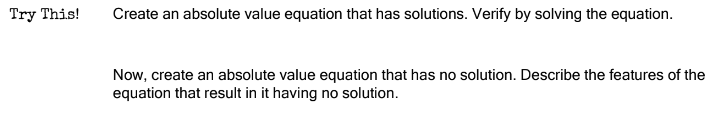 Try This! Create an absolute value equation that has solutions. Verify by solving the equation.
Now, create an absolute value equation that has no solution. Describe the features of the
equation that result in it having no solution.